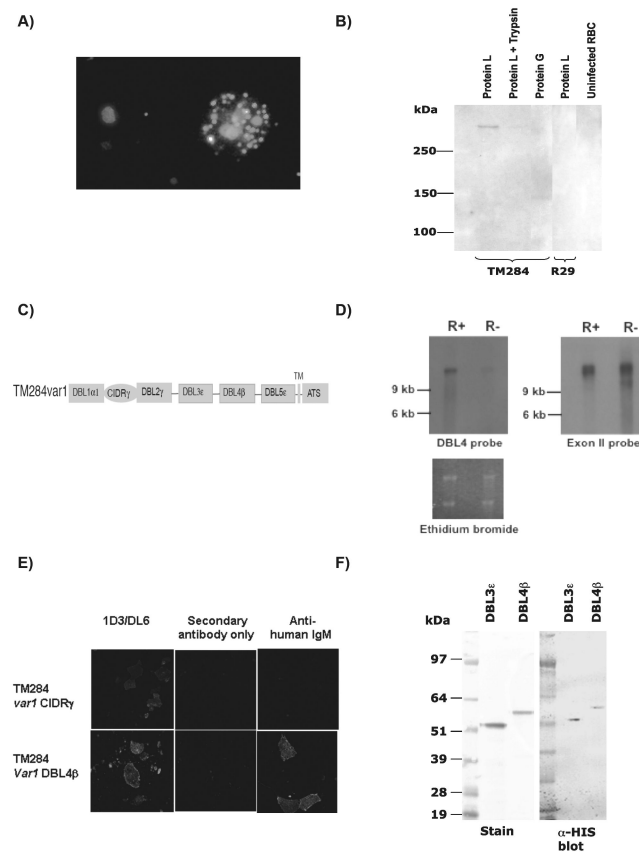 A)
B)
Protein L
Protein L + Trypsin
Protein G
Protein L
Uninfected RBC
kDa
250
150
100
TM284
R29
C)
TM
TM284var1
DBL1αI
CIDRγ
DBL2γ
DBL3ε
DBL4β
DBL5ε
ATS
D)
R+ R-
9 kb
6 kb
DBL4 probe
Ethidium bromide
R+ R-
9 kb
6 kb
Exon II probe
E)
1D3/DL6
Secondary
antibody only
Anti-
human IgM
TM284
var1 CIDRγ
TM284
Var1 DBL4β
F)
DBL3ε
DBL4β
DBL3ε
DBL4β
kDa
97
64
51
39
28
19
Stain
α-HIS
blot